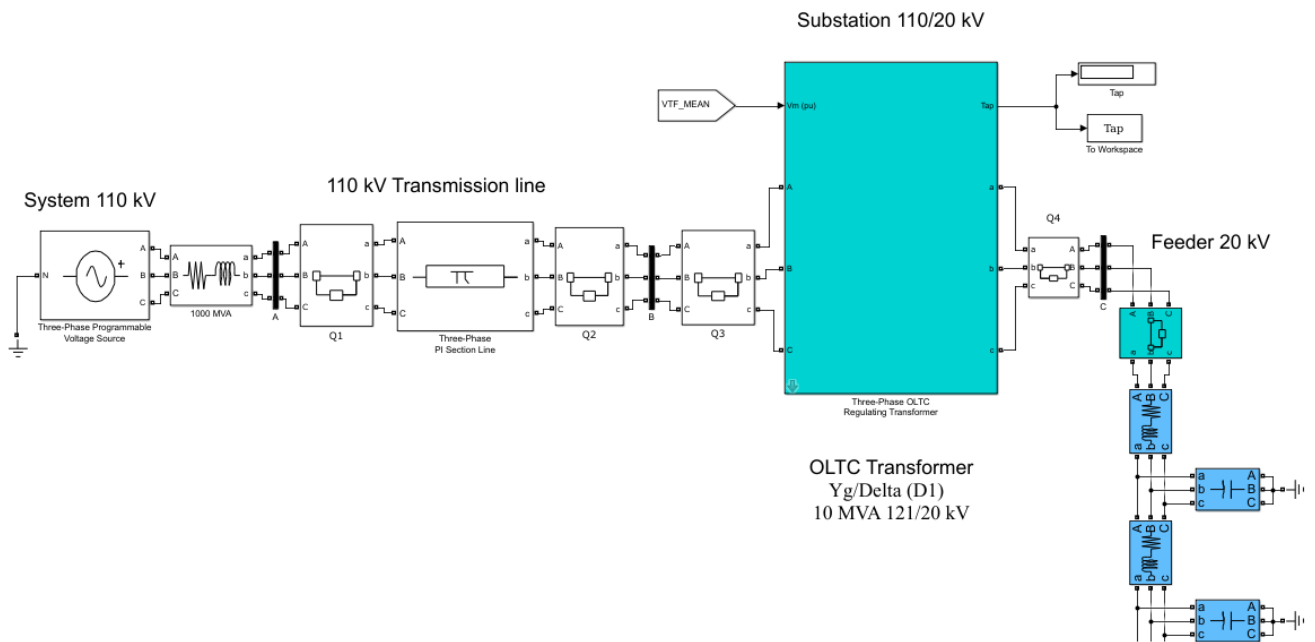 Substation 110/20 kV
VTF_MEAN
Vm (pu)
Tap
Tap
Tap
To Workspace
System 110 kV
110 kV Transmission line
Feeder 20 kV
N
A
B
C
A
B
C
a
b
c
A
A
B
C
a
b
c
A
B
C
a
b
c
A
B
C
a
b
c
B
A
B
C
a
b
c
A
B
C
a
b
c
Q4
a
b
c
A
B
C
C
1000 MVA
Q1
Q2
Q3
Three-Phase Programmable
Voltage Source
Three-Phase
PI Section Line
Three-Phase OLTC
Regulating Transformer
OLTC Transformer
Yg/Delta (D1)
10 MVA 121/20 kV
A B C
a b c
A B C
a b c
a A
b B
c C
A B C
a b c
a A
b B
c C